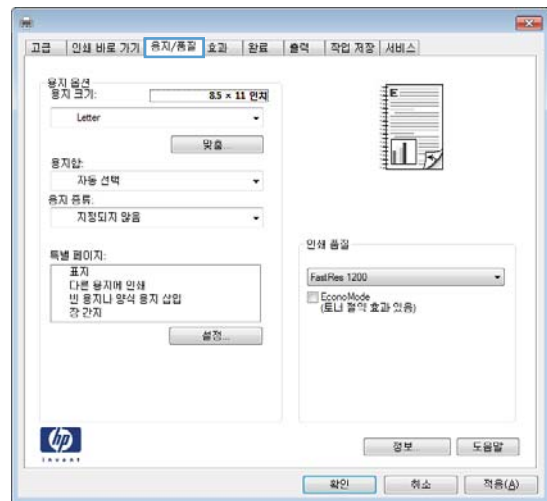 고급 인쇄 바로 가기 용지/품질 효과 완료 출력 작업 저장 서비스
용지 옵션
용지 크기: 8.5 × 11 인치
Letter
맞춤...
용지함:
자동 선택
용지 종류:
지정되지 않음
특별 페이지:
표지
다른 용지에 인쇄
빈 용지나 양식 용지 삽입
장 간지
설정...
E
인쇄 품질
FastRes 1200
EconoMode
(토너 절약 효과 있음)
hp
invent
정보... 도움말
확인 취소 적용(A)